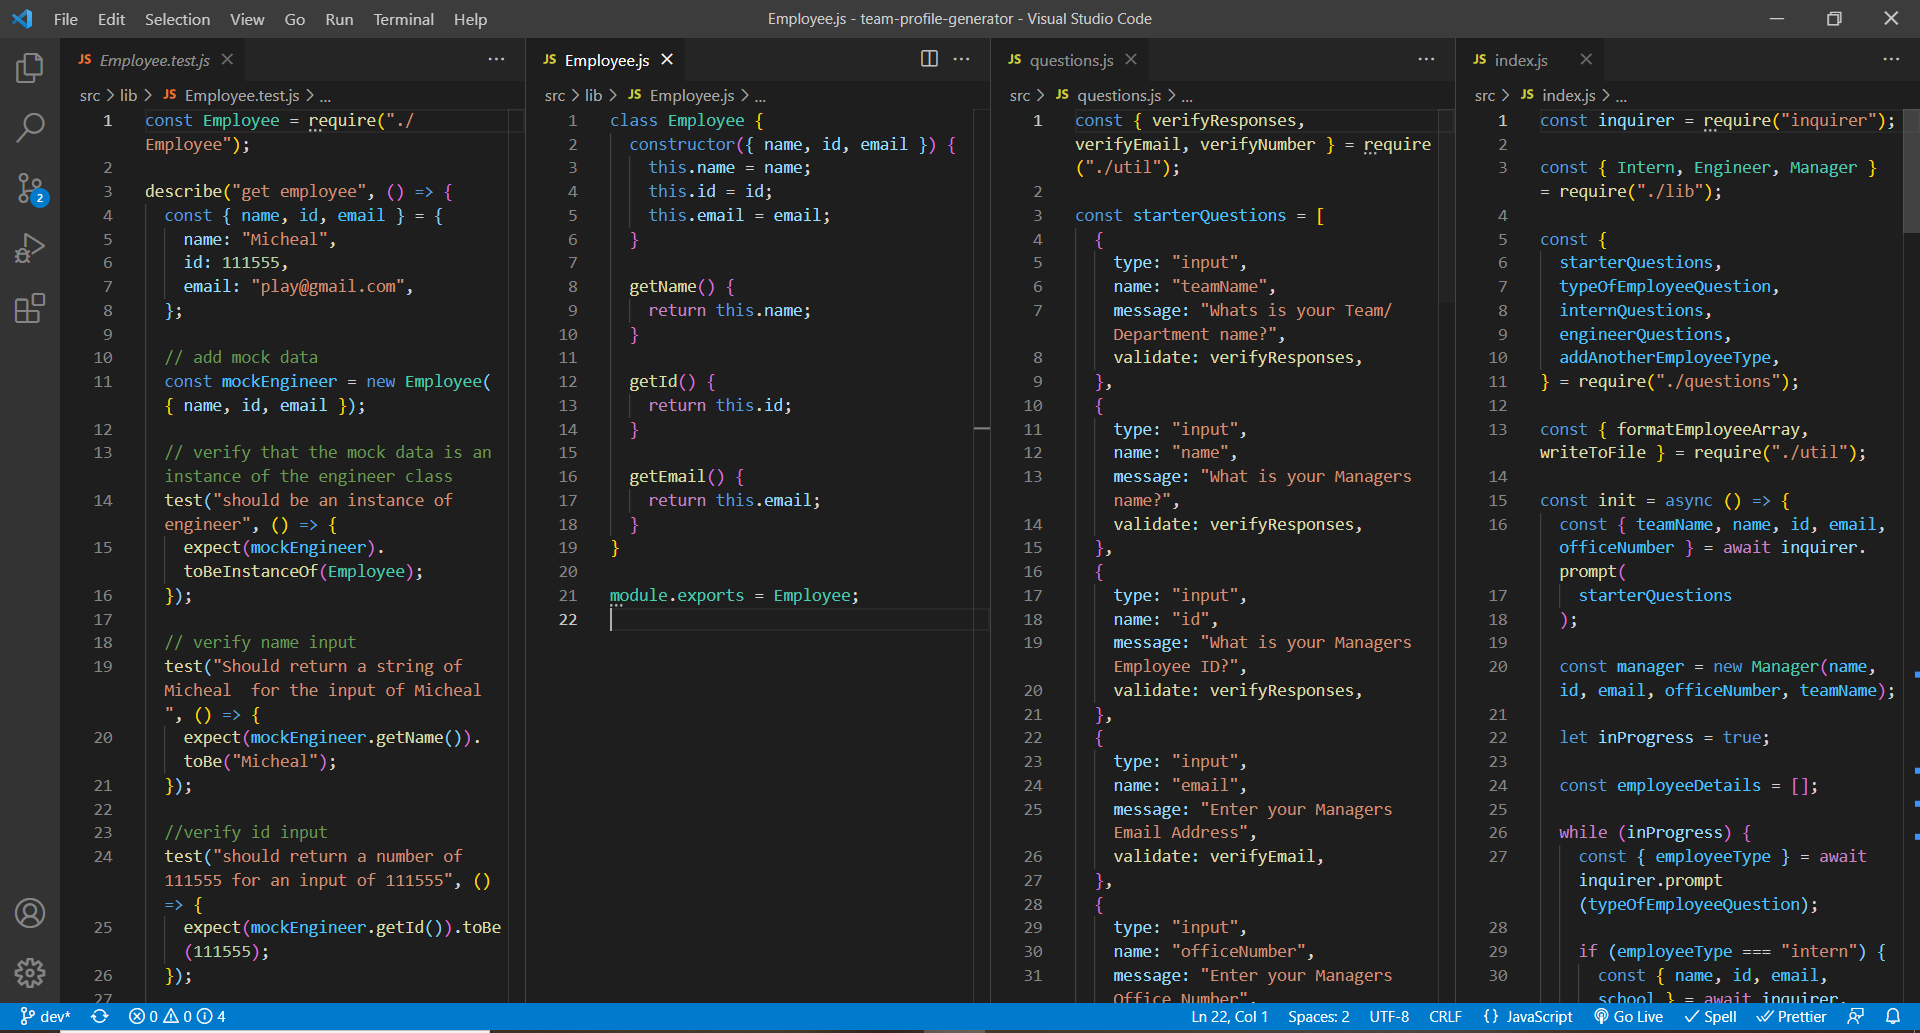 File Edit Selection View Go Run Terminal Help
Employee.js - team-profile-generator - Visual Studio Code
JS Employee.test.js
src > lib > JS Employee.test.js > ...
1 const Employee = require("./
Employee");
2
3 describe("get employee", () => {
4 const { name, id, email } = {
5 name: "Micheal",
6 id: 111555,
7 email: "play@gmail.com",
8 };
9
10 // add mock data
11 const mockEngineer = new Employee(
{ name, id, email });
12
13 // verify that the mock data is an
instance of the engineer class
14 test("should be an instance of
engineer", () => {
15 expect(mockEngineer).
toBeInstanceOf(Employee);
16 });
17
18 // verify name input
19 test("Should return a string of
Micheal  for the input of Micheal
", () => {
20 expect(mockEngineer.getName()).
toBe("Micheal");
21 });
22
23 //verify id input
24 test("should return a number of
111555 for an input of 111555", ()
=> {
25 expect(mockEngineer.getId()).toBe
(111555);
26 });
27
JS Employee.js
src > lib > JS Employee.js > ...
1 class Employee {
2 constructor({ name, id, email }) {
3 this.name = name;
4 this.id = id;
5 this.email = email;
6 }
7
8 getName() {
9 return this.name;
10 }
11
12 getId() {
13 return this.id;
14 }
15
16 getEmail() {
17 return this.email;
18 }
19 }
20
21 module.exports = Employee;
22
JS questions.js
src > JS questions.js > ...
1 const { verifyResponses,
verifyEmail, verifyNumber } = require
("./util");
2
3 const starterQuestions = [
4 {
5 type: "input",
6 name: "teamName",
7 message: "Whats is your Team/
Department name?",
8 validate: verifyResponses,
9 },
10 {
11 type: "input",
12 name: "name",
13 message: "What is your Managers
name?",
14 validate: verifyResponses,
15 },
16 {
17 type: "input",
18 name: "id",
19 message: "What is your Managers
Employee ID?",
20 validate: verifyResponses,
21 },
22 {
23 type: "input",
24 name: "email",
25 message: "Enter your Managers
Email Address",
26 validate: verifyEmail,
27 },
28 {
29 type: "input",
30 name: "officeNumber",
31 message: "Enter your Managers
Office Number",
JS index.js
src > JS index.js > ...
1 const inquirer = require("inquirer");
2
3 const { Intern, Engineer, Manager }
= require("./lib");
4
5 const {
6 starterQuestions,
7 typeOfEmployeeQuestion,
8 internQuestions,
9 engineerQuestions,
10 addAnotherEmployeeType,
11 } = require("./questions");
12
13 const { formatEmployeeArray,
writeToFile } = require("./util");
14
15 const init = async () => {
16 const { teamName, name, id, email,
officeNumber } = await inquirer.
prompt(
17 starterQuestions
18 );
19
20 const manager = new Manager(name,
id, email, officeNumber, teamName);
21
22 let inProgress = true;
23
24 const employeeDetails = [];
25
26 while (inProgress) {
27 const { employeeType } = await
inquirer.prompt
(typeOfEmployeeQuestion);
28
29 if (employeeType === "intern") {
30 const { name, id, email,
school } = await inquirer.
2
dev* 0 0 4
Ln 22, Col 1 Spaces: 2 UTF-8 CRLF {} JavaScript Go Live Spell Prettier